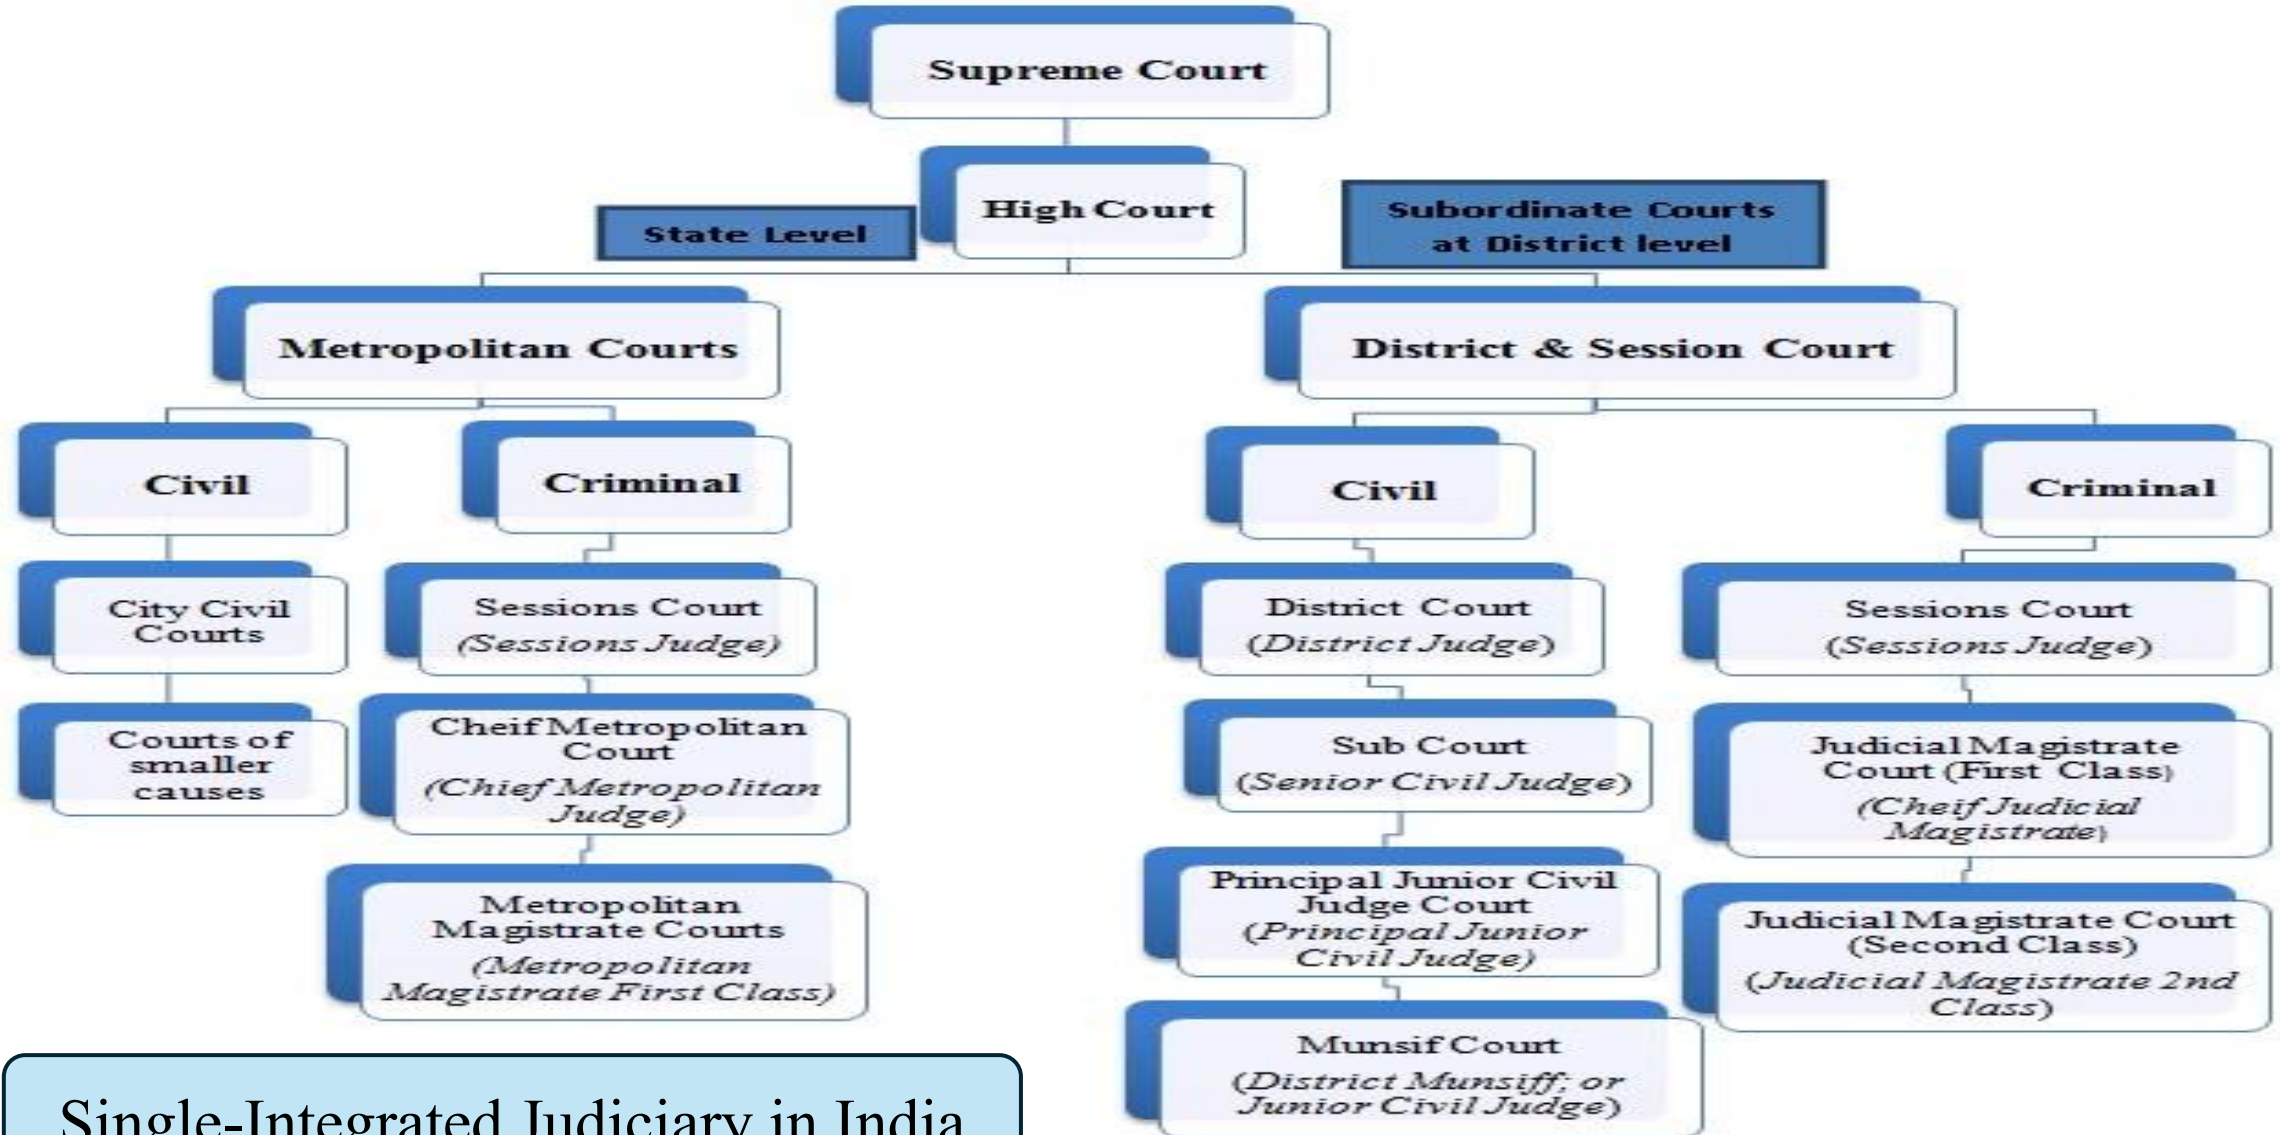 Supreme Court
High Court
State Level
Subordinate Courts
at District level
Metropolitan Courts
District & Session Court
Civil
Criminal
Civil
Criminal
City Civil
Courts
Sessions Court
(Sessions Judge)
District Court
(District Judge)
Sessions Court
(Sessions Judge)
Courts of
smaller
causes
Cheif Metropolitan
Court
(Chief Metropolitan
Judge)
Sub Court
(Senior Civil Judge)
Judicial Magistrate
Court (First Class)
(Cheif Judicial
Magistrate)
Metropolitan
Magistrate Courts
(Metropolitan
Magistrate First Class)
Principal Junior Civil
Judge Court
(Principal Junior
Civil Judge)
Judicial Magistrate Court
(Second Class)
(Judicial Magistrate 2nd
Class)
Munsif Court
(District Munsiff; or
Junior Civil Judge)
Single-Integrated Judiciary in India